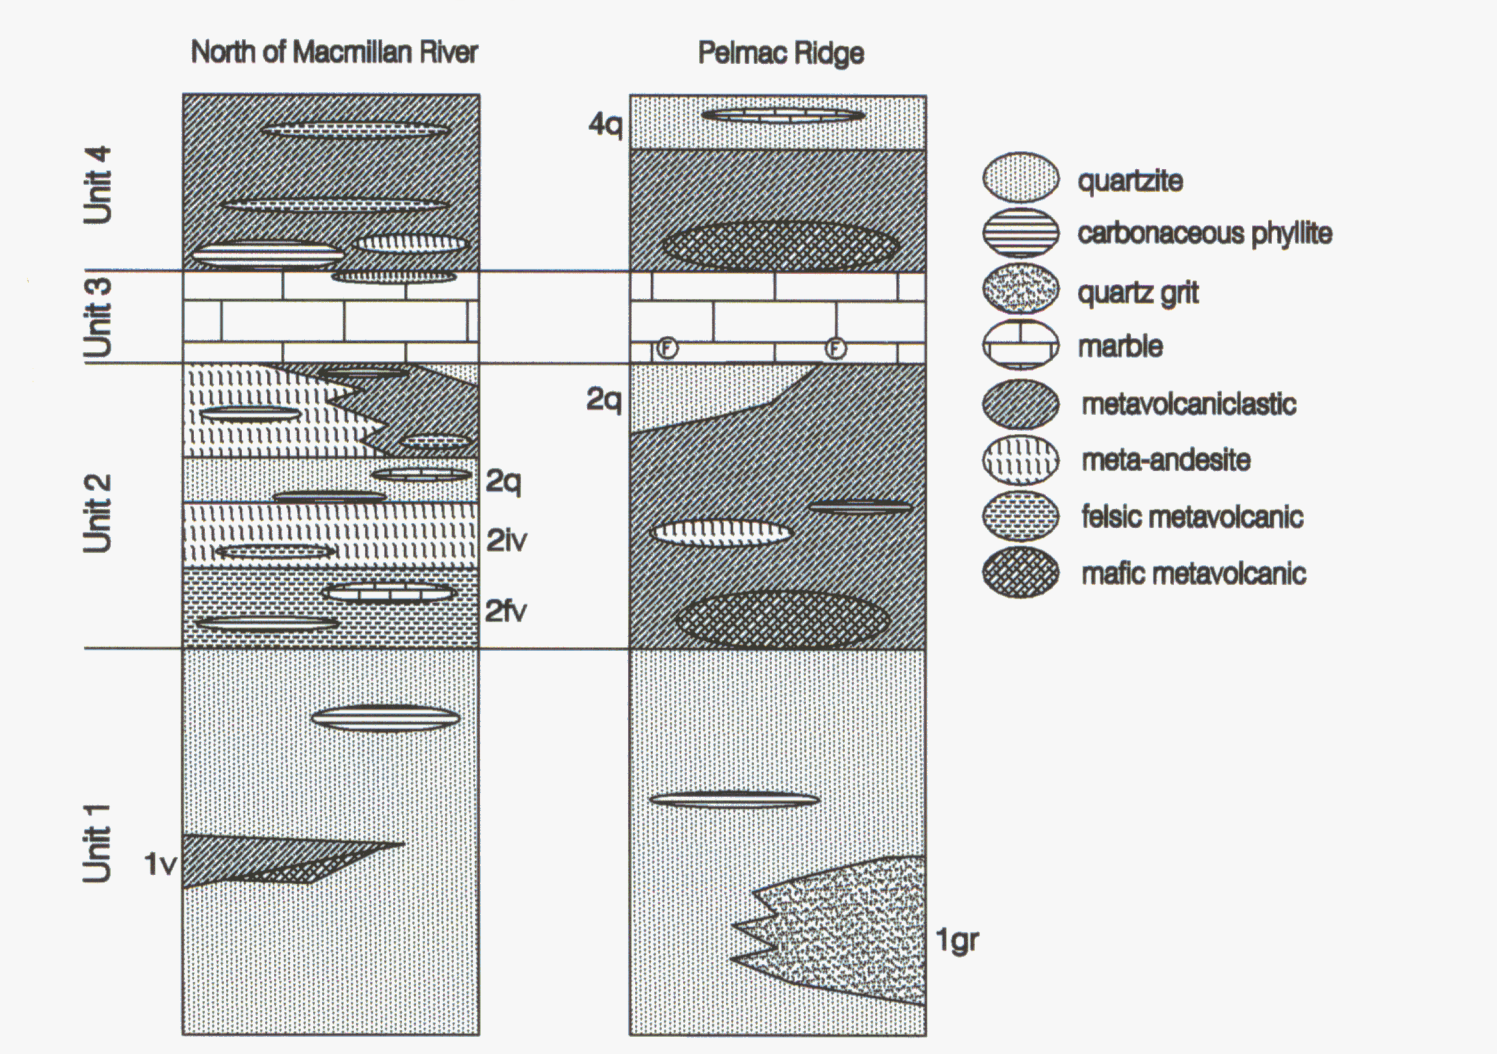 North of Macmillan River
Pelmac Ridge
Unit 4
4q
Unit 3
F F
Unit 2
2q
2q
2iv
2fv
Unit 1
1v
1gr
quartzite
carbonaceous phyllite
quartz grit
marble
metavolcaniclastic
meta-andesite
felsic metavolcanic
mafic metavolcanic